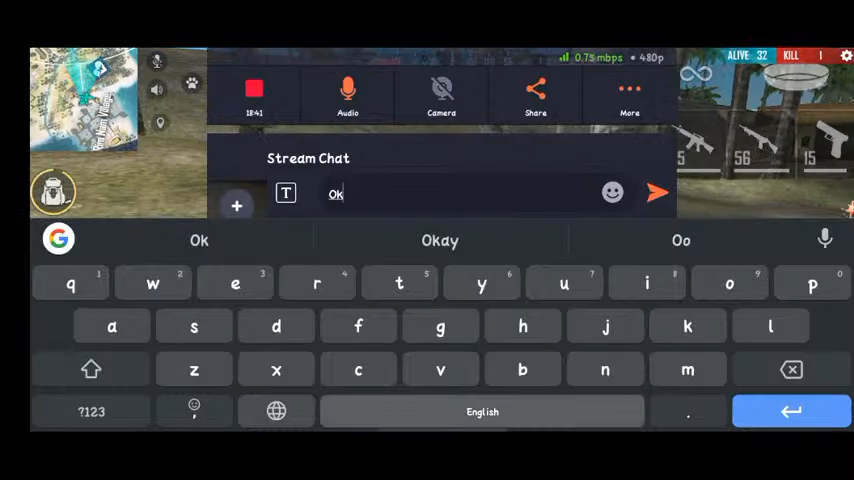 0.75 mbps • 480p
ALIVE 32 KILL 1
18:41 Audio Camera Share More
Stream Chat
5 56 15
T Ok
Ok Okay Oo
q 1 w 2 e 3 r 4 t 5 y 6 u 7 i 8 o 9 p 0
a s d f g h j k l
z x c v b n m
?123 , English .